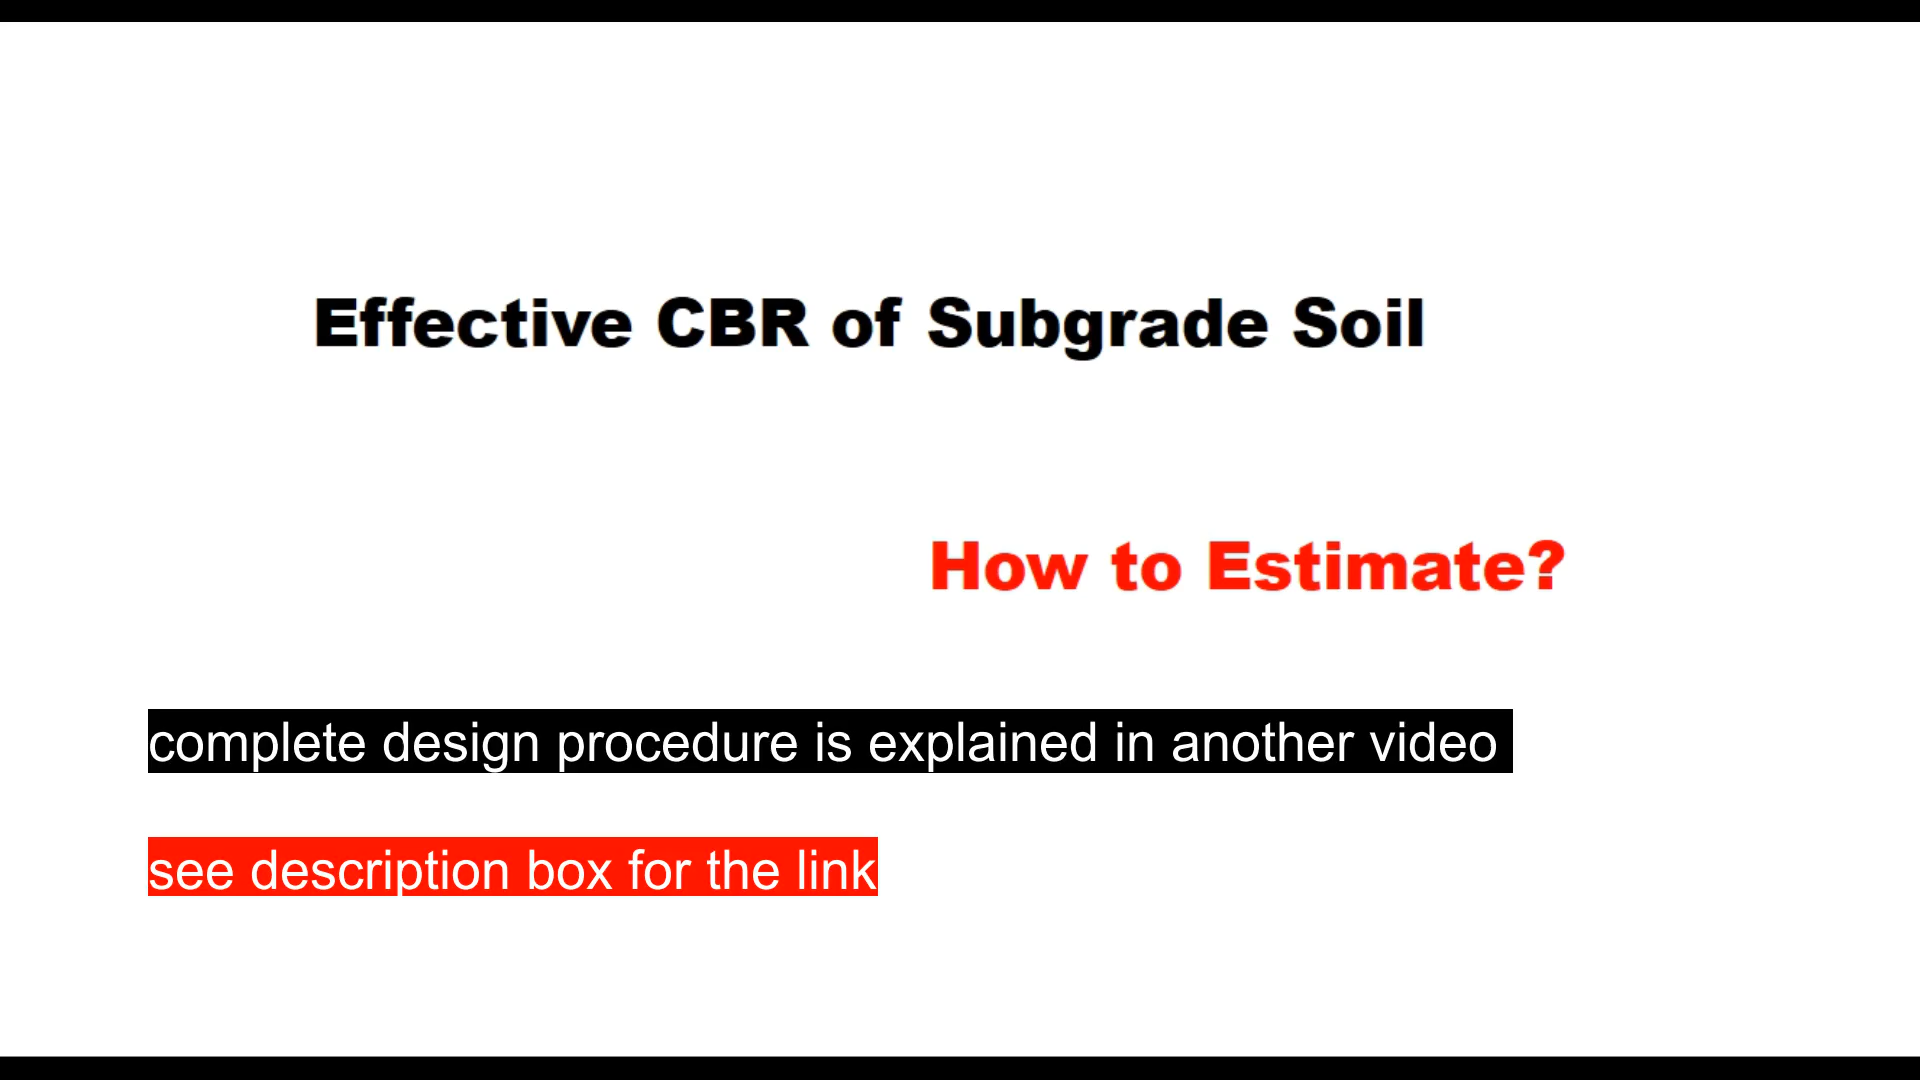 Effective CBR of Subgrade Soil
How to Estimate?
complete design procedure is explained in another video
see description box for the link